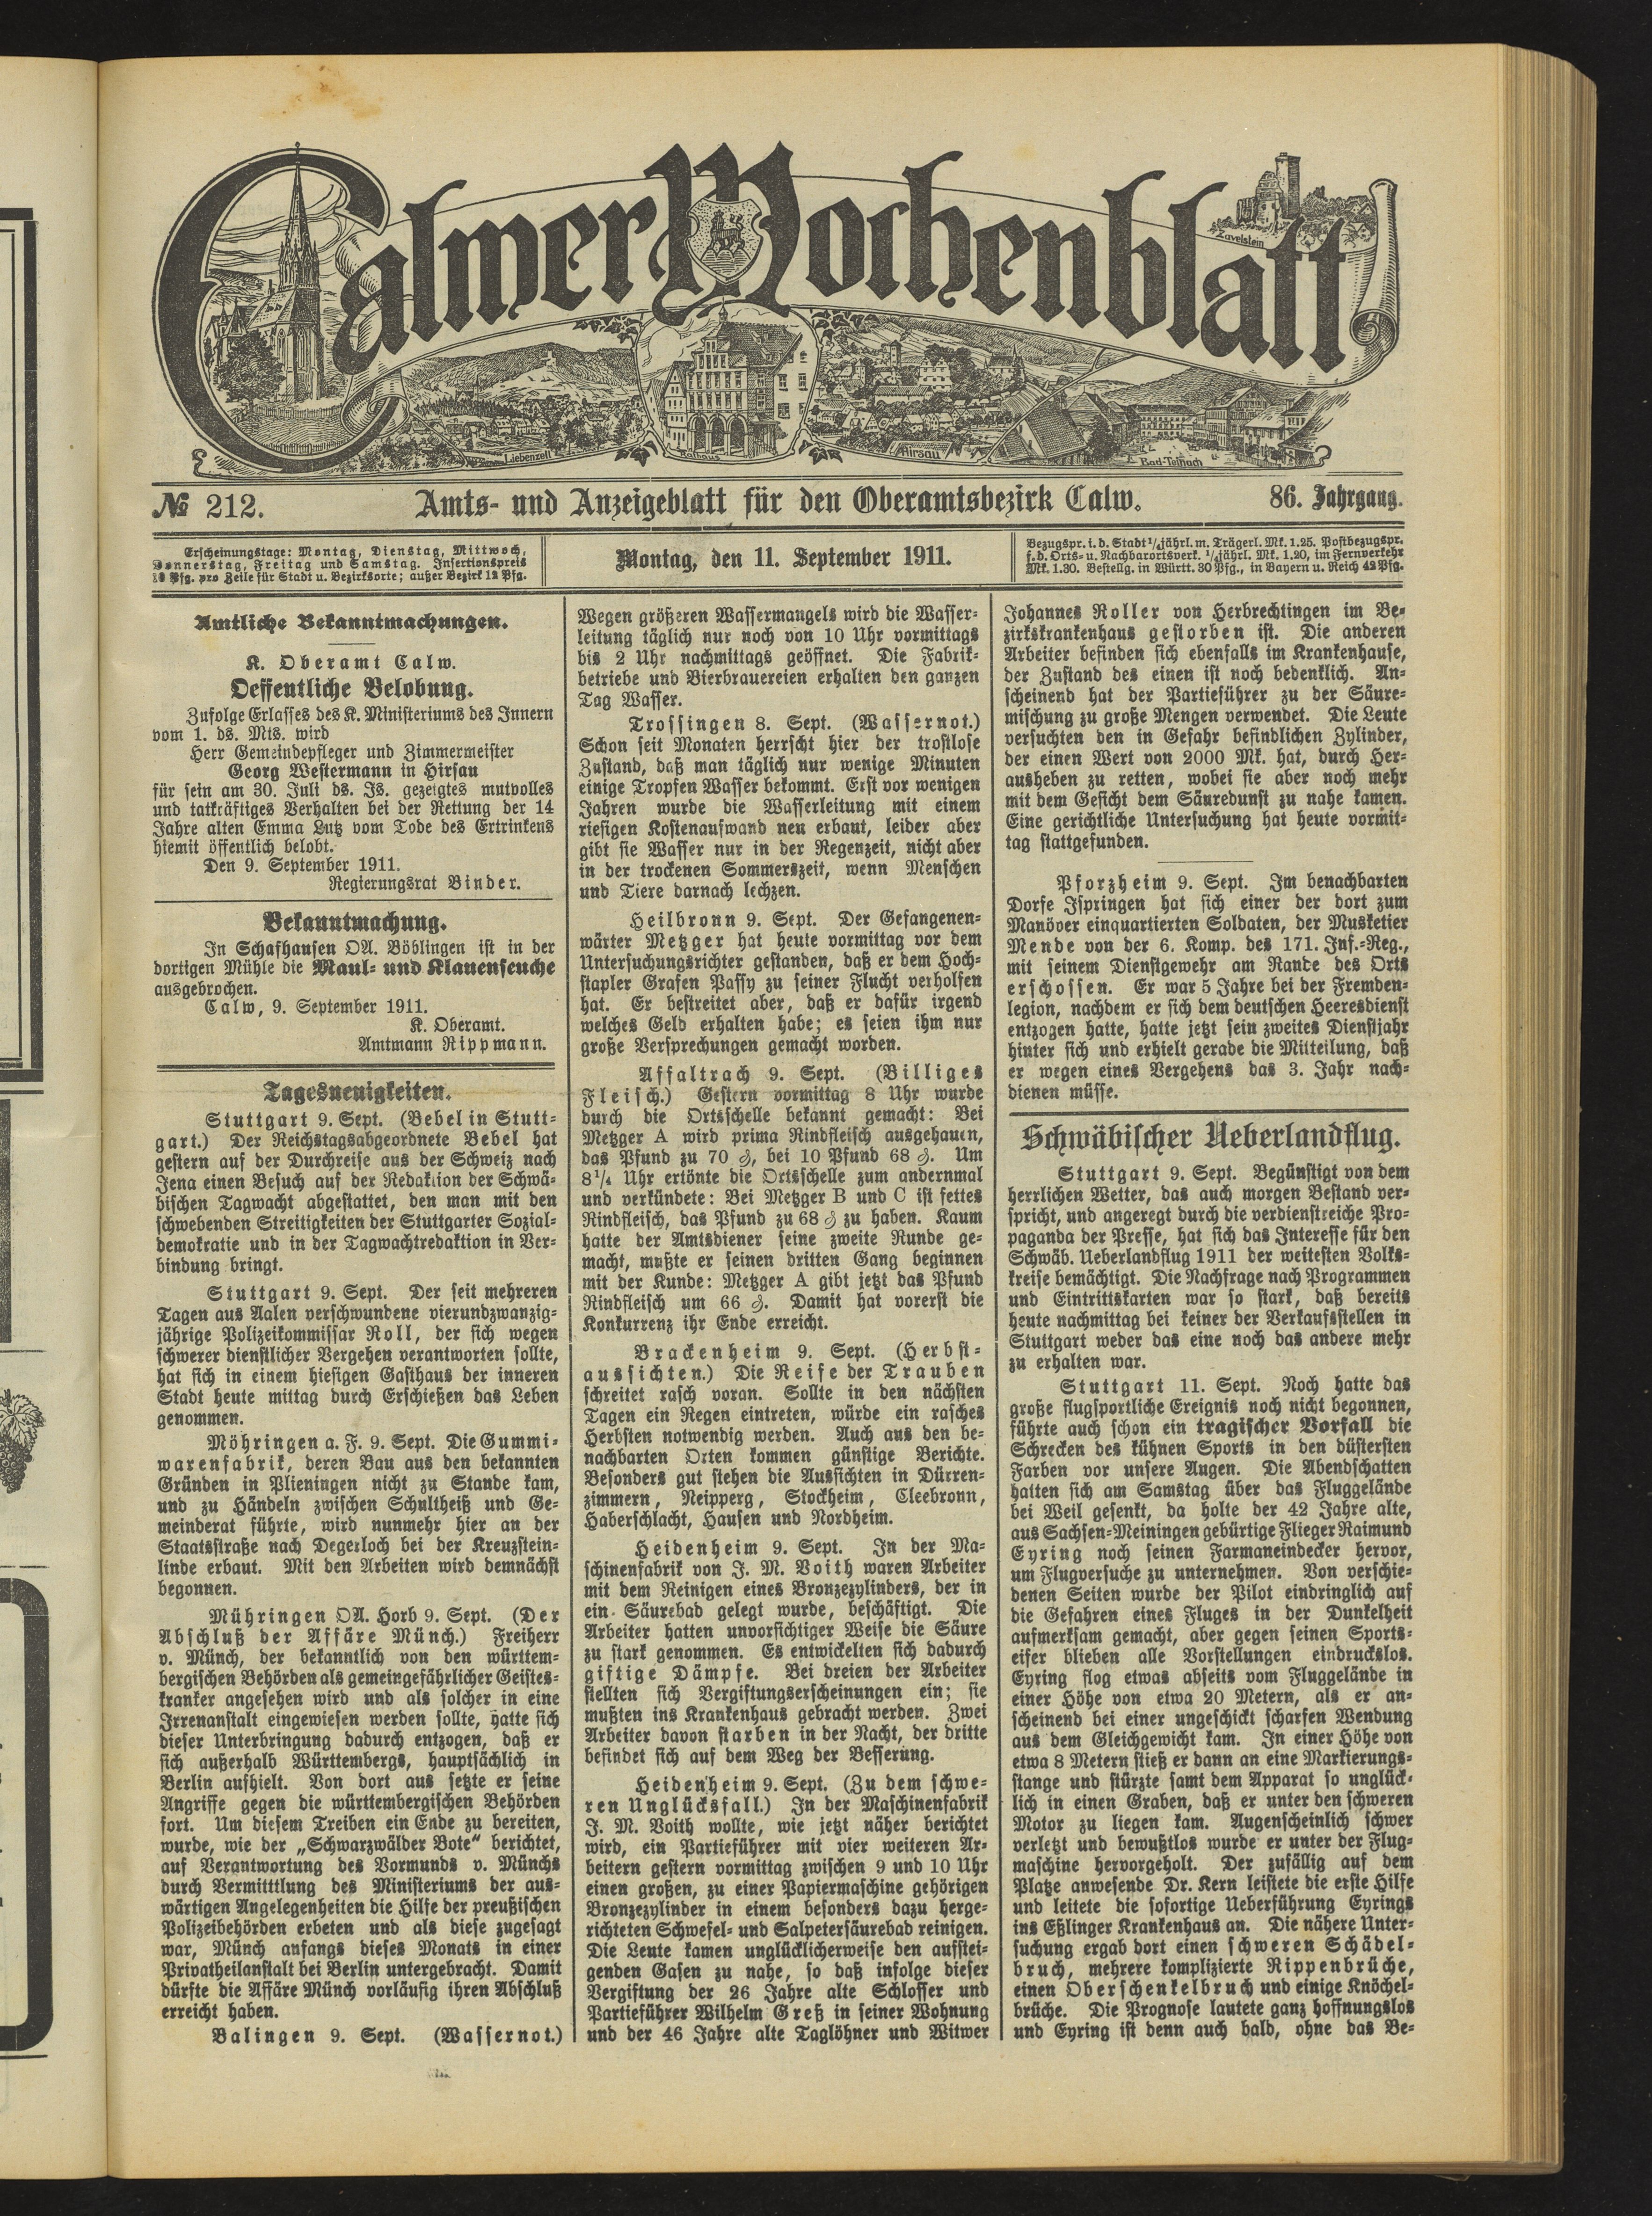 Calwer Wochenblatt
Zavelstein
Liebenzell
Rathaus
Hirsau
Bad-Teinach
№ 212.
Amts- und Anzeigeblatt für den Oberamtsbezirk Calw.
86. Jahrgang.
Erscheinungstage: Montag, Dienstag, Mittwoch,
Donnerstag, Freitag und Samstag. Insertionspreis
10 Pfg. pro Zeile für Stadt u. Bezirksorte; außer Bezirk 12 Pfg.
Montag, den 11. September 1911.
Bezugspr. i. d. Stadt ¼jährl. m. Trägerl. Mk. 1.25. Postbezugspr.
f. d. Orts- u. Nachbarortsverk. ¼jährl. Mk. 1.20, im Fernverkehr
Mk. 1.30. Bestellg. in Württ. 30 Pfg., in Bayern u. Reich 42 Pfg.
Amtliche Bekanntmachungen.
K. Oberamt Calw.
Oeffentliche Belobung.
Zufolge Erlasses des K. Ministeriums des Innern
vom 1. ds. Mts. wird
Herr Gemeindepfleger und Zimmermeister
Georg Westermann in Hirsau
für sein am 30. Juli ds. Js. gezeigtes mutvolles
und tatkräftiges Verhalten bei der Rettung der 14
Jahre alten Emma Lutz vom Tode des Ertrinkens
hiemit öffentlich belobt.
Den 9. September 1911.
Regierungsrat Binder.
Bekanntmachung.
In Schafhausen OA. Böblingen ist in der
dortigen Mühle die Maul- und Klauenseuche
ausgebrochen.
Calw, 9. September 1911.
K. Oberamt.
Amtmann Rippmann.
Tagesneuigkeiten.
Stuttgart 9. Sept. (Bebel in Stutt-
gart.) Der Reichstagsabgeordnete Bebel hat
gestern auf der Durchreise aus der Schweiz nach
Jena einen Besuch auf der Redaktion der Schwä-
bischen Tagwacht abgestattet, den man mit den
schwebenden Streitigkeiten der Stuttgarter Sozial-
demokratie und in der Tagwachtredaktion in Ver-
bindung bringt.
Stuttgart 9. Sept. Der seit mehreren
Tagen aus Aalen verschwundene vierundzwanzig-
jährige Polizeikommissar Roll, der sich wegen
schwerer dienstlicher Vergehen verantworten sollte,
hat sich in einem hiesigen Gasthaus der inneren
Stadt heute mittag durch Erschießen das Leben
genommen.
Möhringen a. F. 9. Sept. Die Gummi-
warenfabrik, deren Bau aus den bekannten
Gründen in Plieningen nicht zu Stande kam,
und zu Händeln zwischen Schultheiß und Ge-
meinderat führte, wird nunmehr hier an der
Staatsstraße nach Degerloch bei der Kreuzstein-
linde erbaut. Mit den Arbeiten wird demnächst
begonnen.
Mühringen OA. Horb 9. Sept. (Der
Abschluß der Affäre Münch.) Freiherr
v. Münch, der bekanntlich von den württem-
bergischen Behörden als gemeingefährlicher Geistes-
kranker angesehen wird und als solcher in eine
Irrenanstalt eingewiesen werden sollte, hatte sich
dieser Unterbringung dadurch entzogen, daß er
sich außerhalb Württembergs, hauptsächlich in
Berlin aufhielt. Von dort aus setzte er seine
Angriffe gegen die württembergischen Behörden
fort. Um diesem Treiben ein Ende zu bereiten,
wurde, wie der „Schwarzwälder Bote“ berichtet,
auf Verantwortung des Vormunds v. Münchs
durch Vermitttlung des Ministeriums der aus-
wärtigen Angelegenheiten die Hilfe der preußischen
Polizeibehörden erbeten und als diese zugesagt
war, Münch anfangs dieses Monats in einer
Privatheilanstalt bei Berlin untergebracht. Damit
dürfte die Affäre Münch vorläufig ihren Abschluß
erreicht haben.
Balingen 9. Sept. (Wassernot.)
Wegen größeren Wassermangels wird die Wasser-
leitung täglich nur noch von 10 Uhr vormittags
bis 2 Uhr nachmittags geöffnet. Die Fabrik-
betriebe und Bierbrauereien erhalten den ganzen
Tag Wasser.
Trossingen 8. Sept. (Wassernot.)
Schon seit Monaten herrscht hier der trostlose
Zustand, daß man täglich nur wenige Minuten
einige Tropfen Wasser bekommt. Erst vor wenigen
Jahren wurde die Wasserleitung mit einem
riesigen Kostenaufwand neu erbaut, leider aber
gibt sie Wasser nur in der Regenzeit, nicht aber
in der trockenen Sommerszeit, wenn Menschen
und Tiere darnach lechzen.
Heilbronn 9. Sept. Der Gefangenen-
wärter Metzger hat heute vormittag vor dem
Untersuchungsrichter gestanden, daß er dem Hoch-
stapler Grafen Passy zu seiner Flucht verholfen
hat. Er bestreitet aber, daß er dafür irgend
welches Geld erhalten habe; es seien ihm nur
große Versprechungen gemacht worden.
Affaltrach 9. Sept. (Billiges
Fleisch.) Gestern vormittag 8 Uhr wurde
durch die Ortsschelle bekannt gemacht: Bei
Metzger A wird prima Rindfleisch ausgehauen,
das Pfund zu 70 ₰, bei 10 Pfund 68 ₰. Um
8¼ Uhr ertönte die Ortsschelle zum andernmal
und verkündete: Bei Metzger B und C ist fettes
Rindfleisch, das Pfund zu 68 ₰ zu haben. Kaum
hatte der Amtsdiener seine zweite Runde ge-
macht, mußte er seinen dritten Gang beginnen
mit der Kunde: Metzger A gibt jetzt das Pfund
Rindfleisch um 66 ₰. Damit hat vorerst die
Konkurrenz ihr Ende erreicht.
Brackenheim 9. Sept. (Herbst-
aussichten.) Die Reife der Trauben
schreitet rasch voran. Sollte in den nächsten
Tagen ein Regen eintreten, würde ein rasches
Herbsten notwendig werden. Auch aus den be-
nachbarten Orten kommen günstige Berichte.
Besonders gut stehen die Aussichten in Dürren-
zimmern, Neipperg, Stockheim, Cleebronn,
Haberschlacht, Hausen und Nordheim.
Heidenheim 9. Sept. In der Ma-
schinenfabrik von J. M. Voith waren Arbeiter
mit dem Reinigen eines Bronzezylinders, der in
ein Säurebad gelegt wurde, beschäftigt. Die
Arbeiter hatten unvorsichtiger Weise die Säure
zu stark genommen. Es entwickelten sich dadurch
giftige Dämpfe. Bei dreien der Arbeiter
stellten sich Vergiftungserscheinungen ein; sie
mußten ins Krankenhaus gebracht werden. Zwei
Arbeiter davon starben in der Nacht, der dritte
befindet sich auf dem Weg der Besserung.
Heidenheim 9. Sept. (Zu dem schwe-
ren Unglücksfall.) In der Maschinenfabrik
J. M. Voith wollte, wie jetzt näher berichtet
wird, ein Partieführer mit vier weiteren Ar-
beitern gestern vormittag zwischen 9 und 10 Uhr
einen großen, zu einer Papiermaschine gehörigen
Bronzezylinder in einem besonders dazu herge-
richteten Schwefel- und Salpetersäurebad reinigen.
Die Leute kamen unglücklicherweise den aufstei-
genden Gasen zu nahe, so daß infolge dieser
Vergiftung der 26 Jahre alte Schlosser und
Partieführer Wilhelm Greß in seiner Wohnung
und der 46 Jahre alte Taglöhner und Witwer
Johannes Roller von Herbrechtingen im Be-
zirkskrankenhaus gestorben ist. Die anderen
Arbeiter befinden sich ebenfalls im Krankenhause,
der Zustand des einen ist noch bedenklich. An-
scheinend hat der Partieführer zu der Säure-
mischung zu große Mengen verwendet. Die Leute
versuchten den in Gefahr befindlichen Zylinder,
der einen Wert von 2000 Mk. hat, durch Her-
ausheben zu retten, wobei sie aber noch mehr
mit dem Gesicht dem Säuredunst zu nahe kamen.
Eine gerichtliche Untersuchung hat heute vormit-
tag stattgefunden.
Pforzheim 9. Sept. Im benachbarten
Dorfe Ispringen hat sich einer der dort zum
Manöver einquartierten Soldaten, der Musketier
Mende von der 6. Komp. des 171. Inf.-Reg.,
mit seinem Dienstgewehr am Rande des Orts
erschossen. Er war 5 Jahre bei der Fremden-
legion, nachdem er sich dem deutschen Heeresdienst
entzogen hatte, hatte jetzt sein zweites Dienstjahr
hinter sich und erhielt gerade die Mitteilung, daß
er wegen eines Vergehens das 3. Jahr nach-
dienen müsse.
Schwäbischer Ueberlandflug.
Stuttgart 9. Sept. Begünstigt von dem
herrlichen Wetter, das auch morgen Bestand ver-
spricht, und angeregt durch die verdienstreiche Pro-
paganda der Presse, hat sich das Interesse für den
Schwäb. Ueberlandflug 1911 der weitesten Volks-
kreise bemächtigt. Die Nachfrage nach Programmen
und Eintrittskarten war so stark, daß bereits
heute nachmittag bei keiner der Verkaufsstellen in
Stuttgart weder das eine noch das andere mehr
zu erhalten war.
Stuttgart 11. Sept. Noch hatte das
große flugsportliche Ereignis noch nicht begonnen,
führte auch schon ein tragischer Vorfall die
Schrecken des kühnen Sports in den düstersten
Farben vor unsere Augen. Die Abendschatten
hatten sich am Samstag über das Fluggelände
bei Weil gesenkt, da holte der 42 Jahre alte,
aus Sachsen-Meiningen gebürtige Flieger Raimund
Eyring noch seinen Farmaneindecker hervor,
um Flugversuche zu unternehmen. Von verschie-
denen Seiten wurde der Pilot eindringlich auf
die Gefahren eines Fluges in der Dunkelheit
aufmerksam gemacht, aber gegen seinen Sports-
eifer blieben alle Vorstellungen eindruckslos.
Eyring flog etwas abseits vom Fluggelände in
einer Höhe von etwa 20 Metern, als er an-
scheinend bei einer ungeschickt scharfen Wendung
aus dem Gleichgewicht kam. In einer Höhe von
etwa 8 Metern stieß er dann an eine Markierungs-
stange und stürzte samt dem Apparat so unglück-
lich in einen Graben, daß er unter den schweren
Motor zu liegen kam. Augenscheinlich schwer
verletzt und bewußtlos wurde er unter der Flug-
maschine hervorgeholt. Der zufällig auf dem
Platze anwesende Dr. Kern leistete die erste Hilfe
und leitete die sofortige Ueberführung Eyrings
ins Eßlinger Krankenhaus an. Die nähere Unter-
suchung ergab dort einen schweren Schädel-
bruch, mehrere komplizierte Rippenbrüche,
einen Oberschenkelbruch und einige Knöchel-
brüche. Die Prognose lautete ganz hoffnungslos
und Eyring ist denn auch bald, ohne das Be-